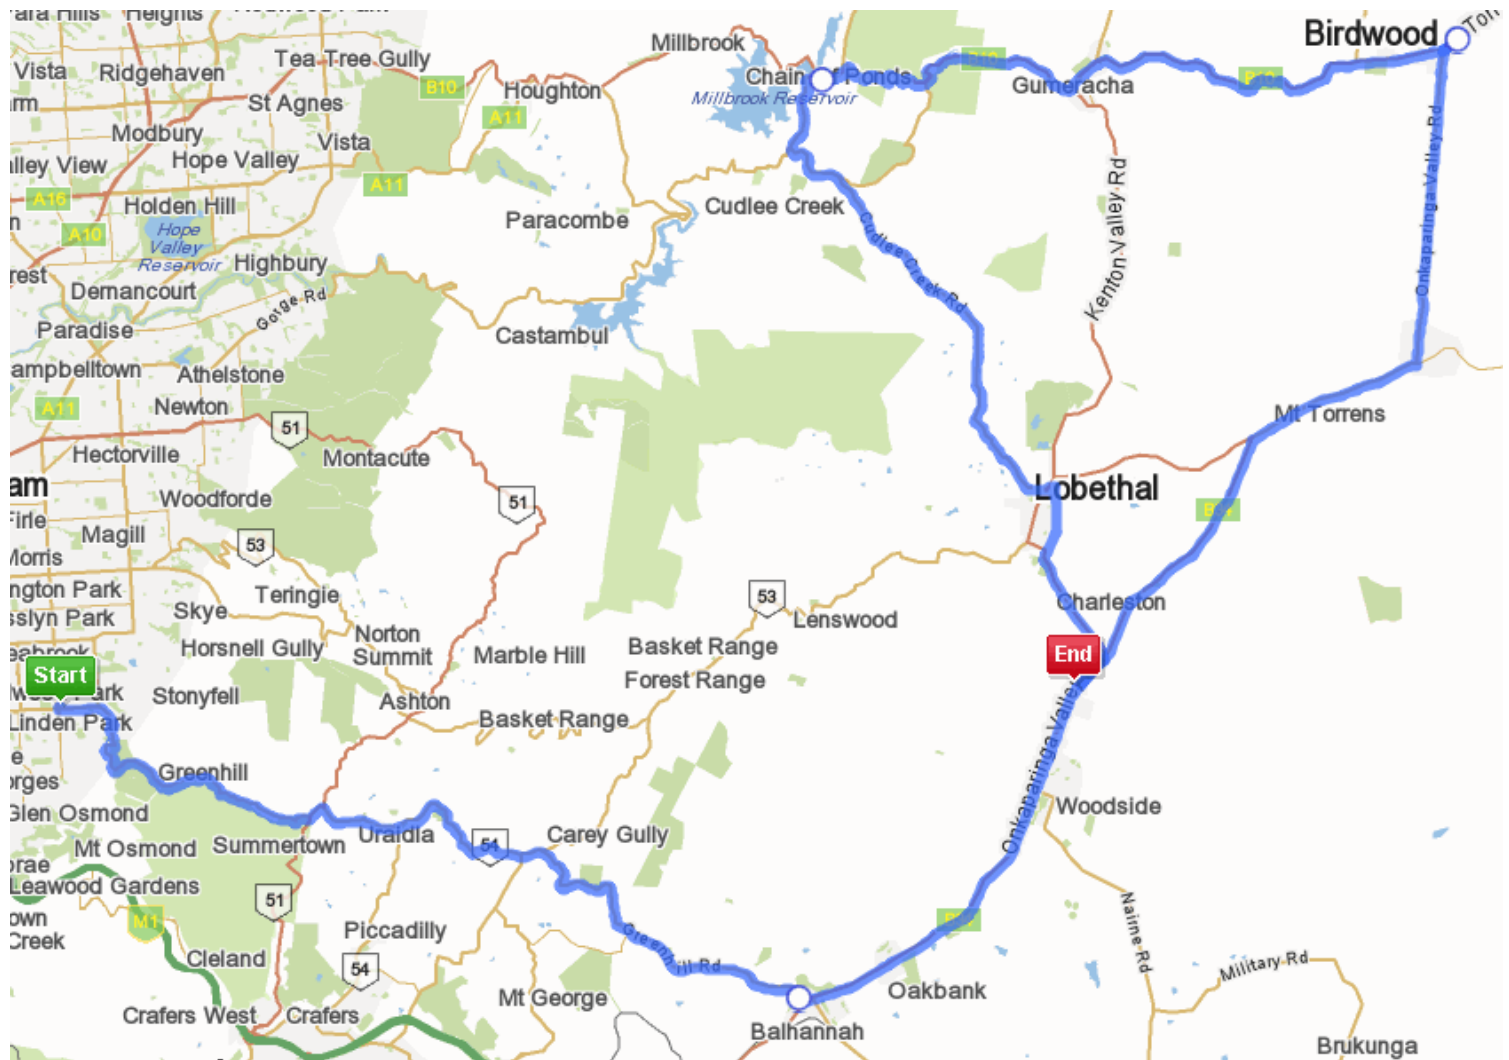 Heights
Birdwood
Millbrook
Tea Tree Gully
Vista
Ridgehaven
Chain of Ponds
B10
B10
Gumeracha
Houghton
Millbrook Reservoir
St Agnes
A11
Modbury
Vista
Hope Valley
A11
A16
Holden Hill
Paracombe
Cudlee Creek
Kenton Valley Rd
Onkaparinga Valley Rd
A10
Hope
Valley
Reservoir
Highbury
Cudlee Creek Rd
Dernancourt
Gorge Rd
Paradise
Castambul
Athelstone
A11
Newton
Mt Torrens
51
Hectorville
Montacute
Lobethal
Woodforde
51
Magill
53
Teringie
53
Charleston
Skye
Lenswood
Norton
Summit
Horsnell Gully
Marble Hill
Basket Range
End
Start
Forest Range
Stonyfell
Ashton
Linden Park
Basket Range
Onkaparinga Valley
Greenhill
Woodside
Glen Osmond
Uraidla
Carey Gully
Mt Osmond
Summertown
54
Leawood Gardens
51
M1
Nairne Rd
Piccadilly
Greenhill Rd
Creek
Cleland
54
Military Rd
Mt George
Oakbank
Crafers West
Crafers
Balhannah
Brukunga